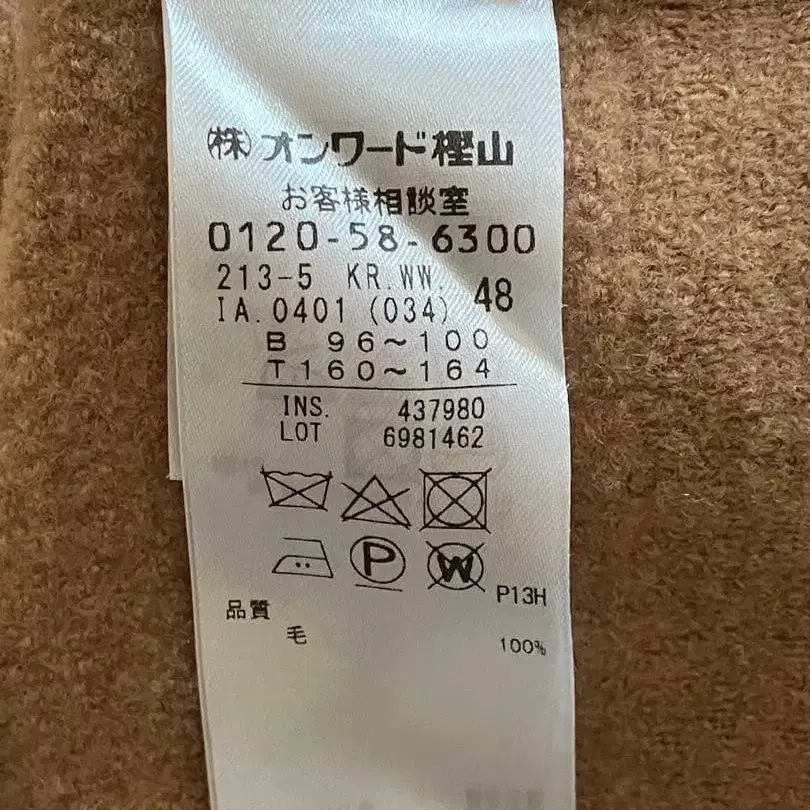 (株)オンワード樫山
お客様相談室
0120-58-6300
213-5 KR.WW.
IA.0401 (034) 48
B 96~100
T160~164
INS. 437980
LOT 6981462
P
W
P13H
品質
毛
100%